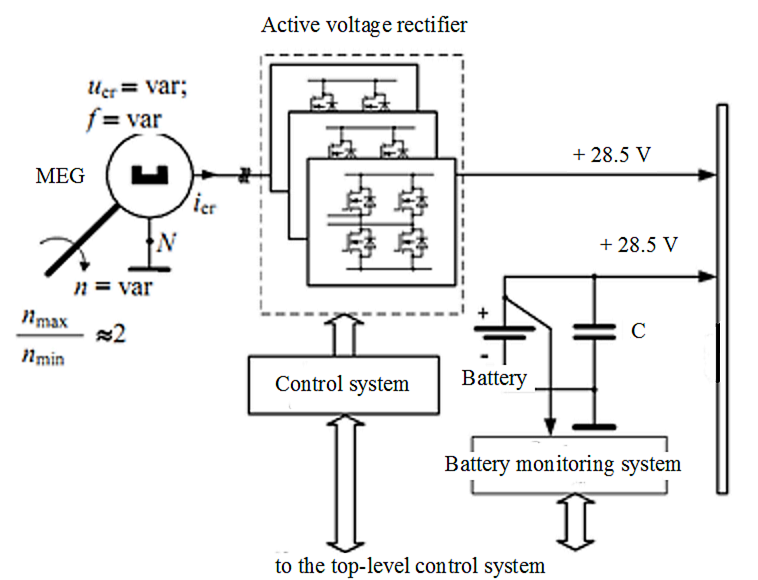 Active voltage rectifier
u_cr = var;
f = var
MEG
i_cr
N
n = var
n_max
n_min
≈2
+ 28.5 V
+ 28.5 V
+
-
C
Battery
Control system
Battery monitoring system
to the top-level control system